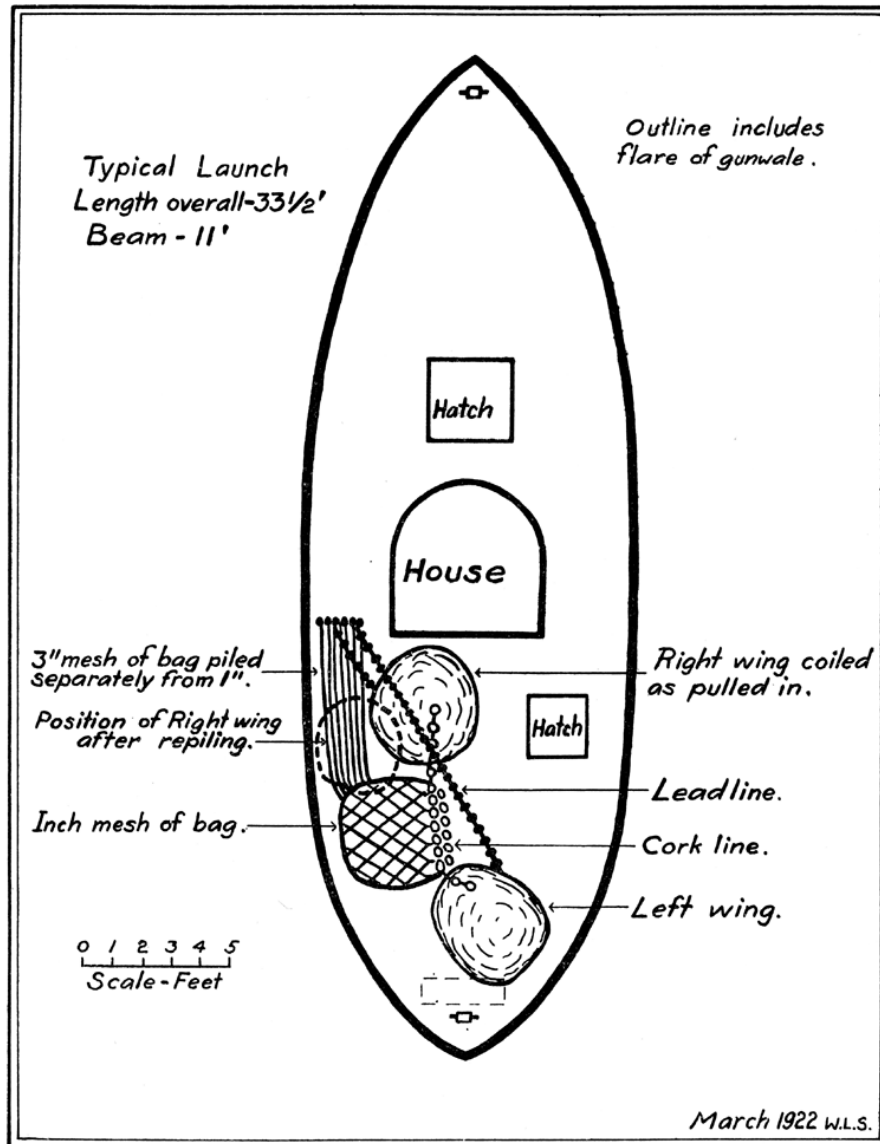 Typical Launch
Length overall-33½'
Beam - 11'
Outline includes
flare of gunwale.
Hatch
House
3" mesh of bag piled
separately from 1".
Right wing coiled
as pulled in.
Position of Right wing
after repiling.
Hatch
Lead line.
Inch mesh of bag.
Cork line.
Left wing.
0 1 2 3 4 5
Scale-Feet
March 1922 W.L.S.